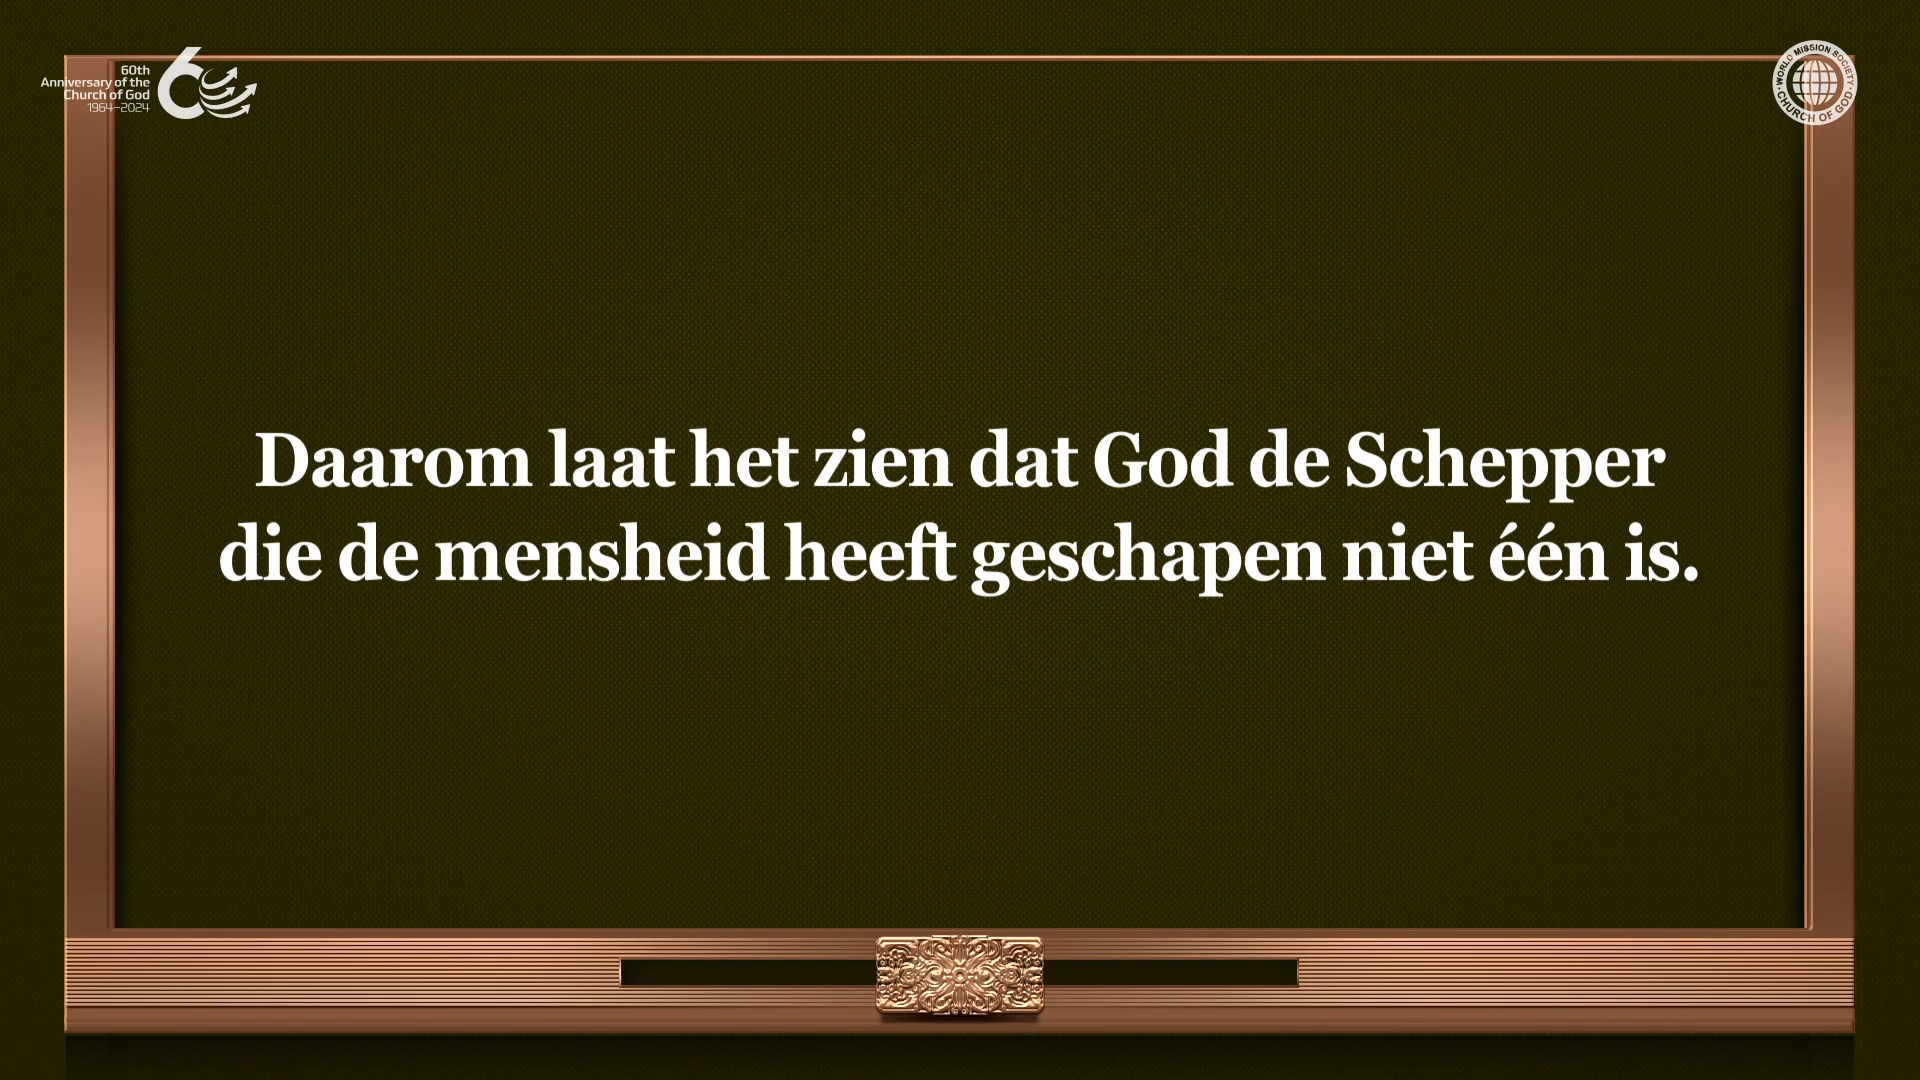 60th
Anniversary of the
Church of God
1964–2024
WORLD MISSION SOCIETY
CHURCH OF GOD
Daarom laat het zien dat God de Schepper
die de mensheid heeft geschapen niet één is.